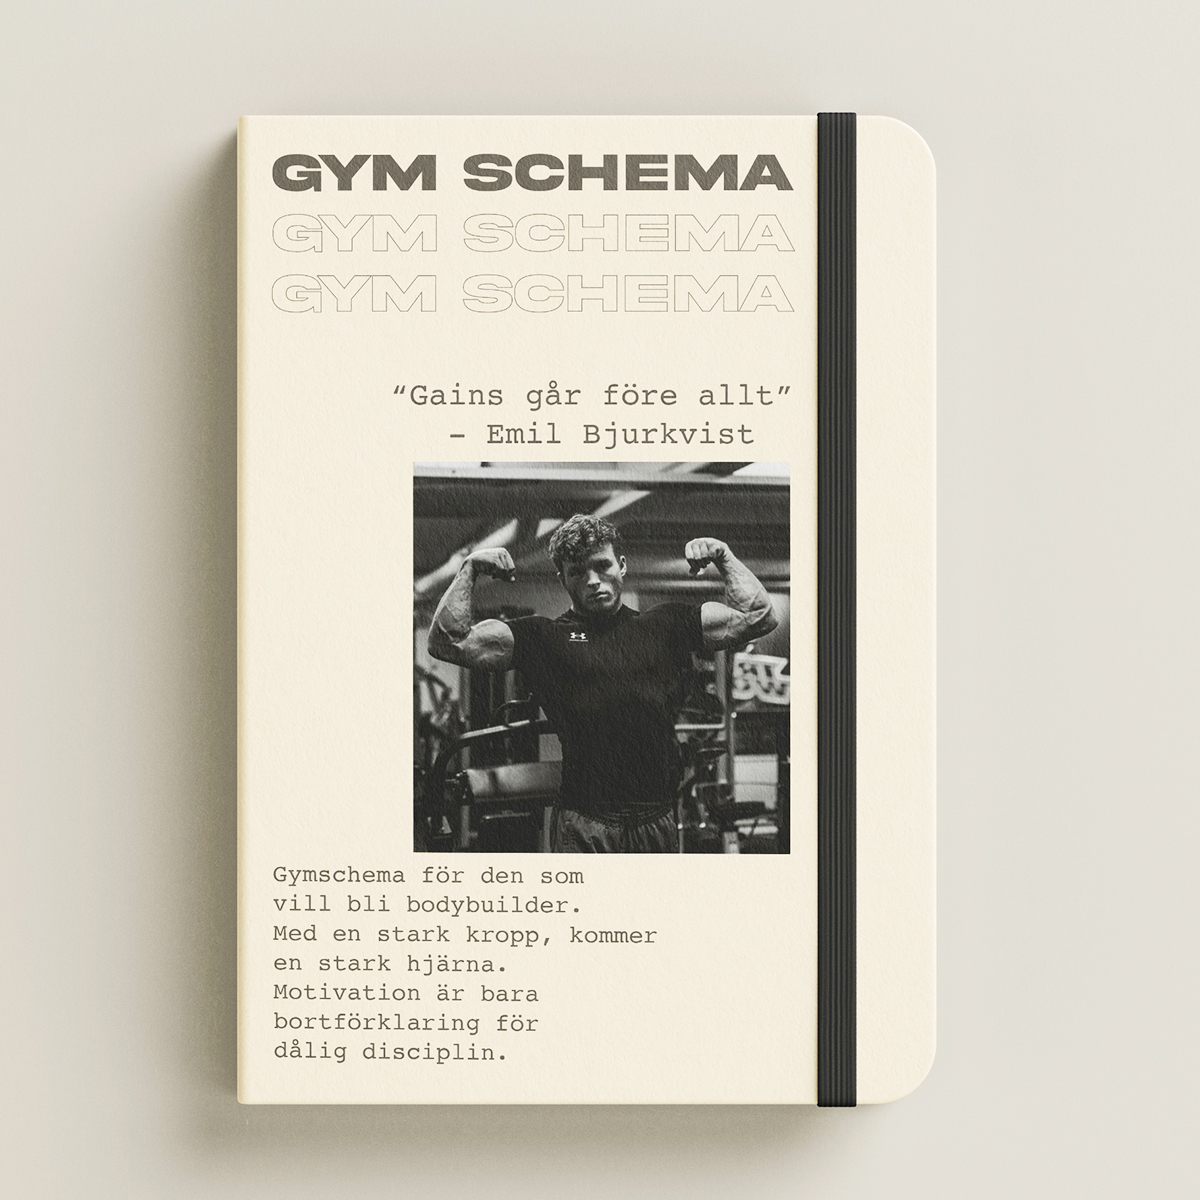 GYM SCHEMA
GYM SCHEMA
GYM SCHEMA
“Gains går före allt”
– Emil Bjurkvist
Gymschema för den som
vill bli bodybuilder.
Med en stark kropp, kommer
en stark hjärna.
Motivation är bara
bortförklaring för
dålig disciplin.